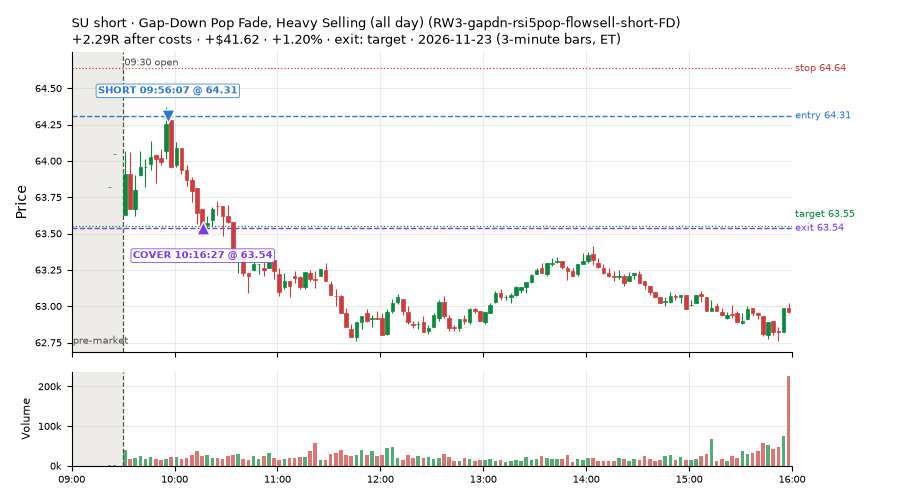 SU short · Gap-Down Pop Fade, Heavy Selling (all day) (RW3-gapdn-rsi5pop-flowsell-short-FD)
+2.29R after costs · +$41.62 · +1.20% · exit: target · 2026-11-23 (3-minute bars, ET)
09:30 open
stop 64.64
64.50
SHORT 09:56:07 @ 64.31
entry 64.31
64.25
64.00
63.75
target 63.55
63.50
exit 63.54
COVER 10:16:27 @ 63.54
63.25
63.00
62.75
pre-market
Price
200k
100k
0k
Volume
09:00 10:00 11:00 12:00 13:00 14:00 15:00 16:00